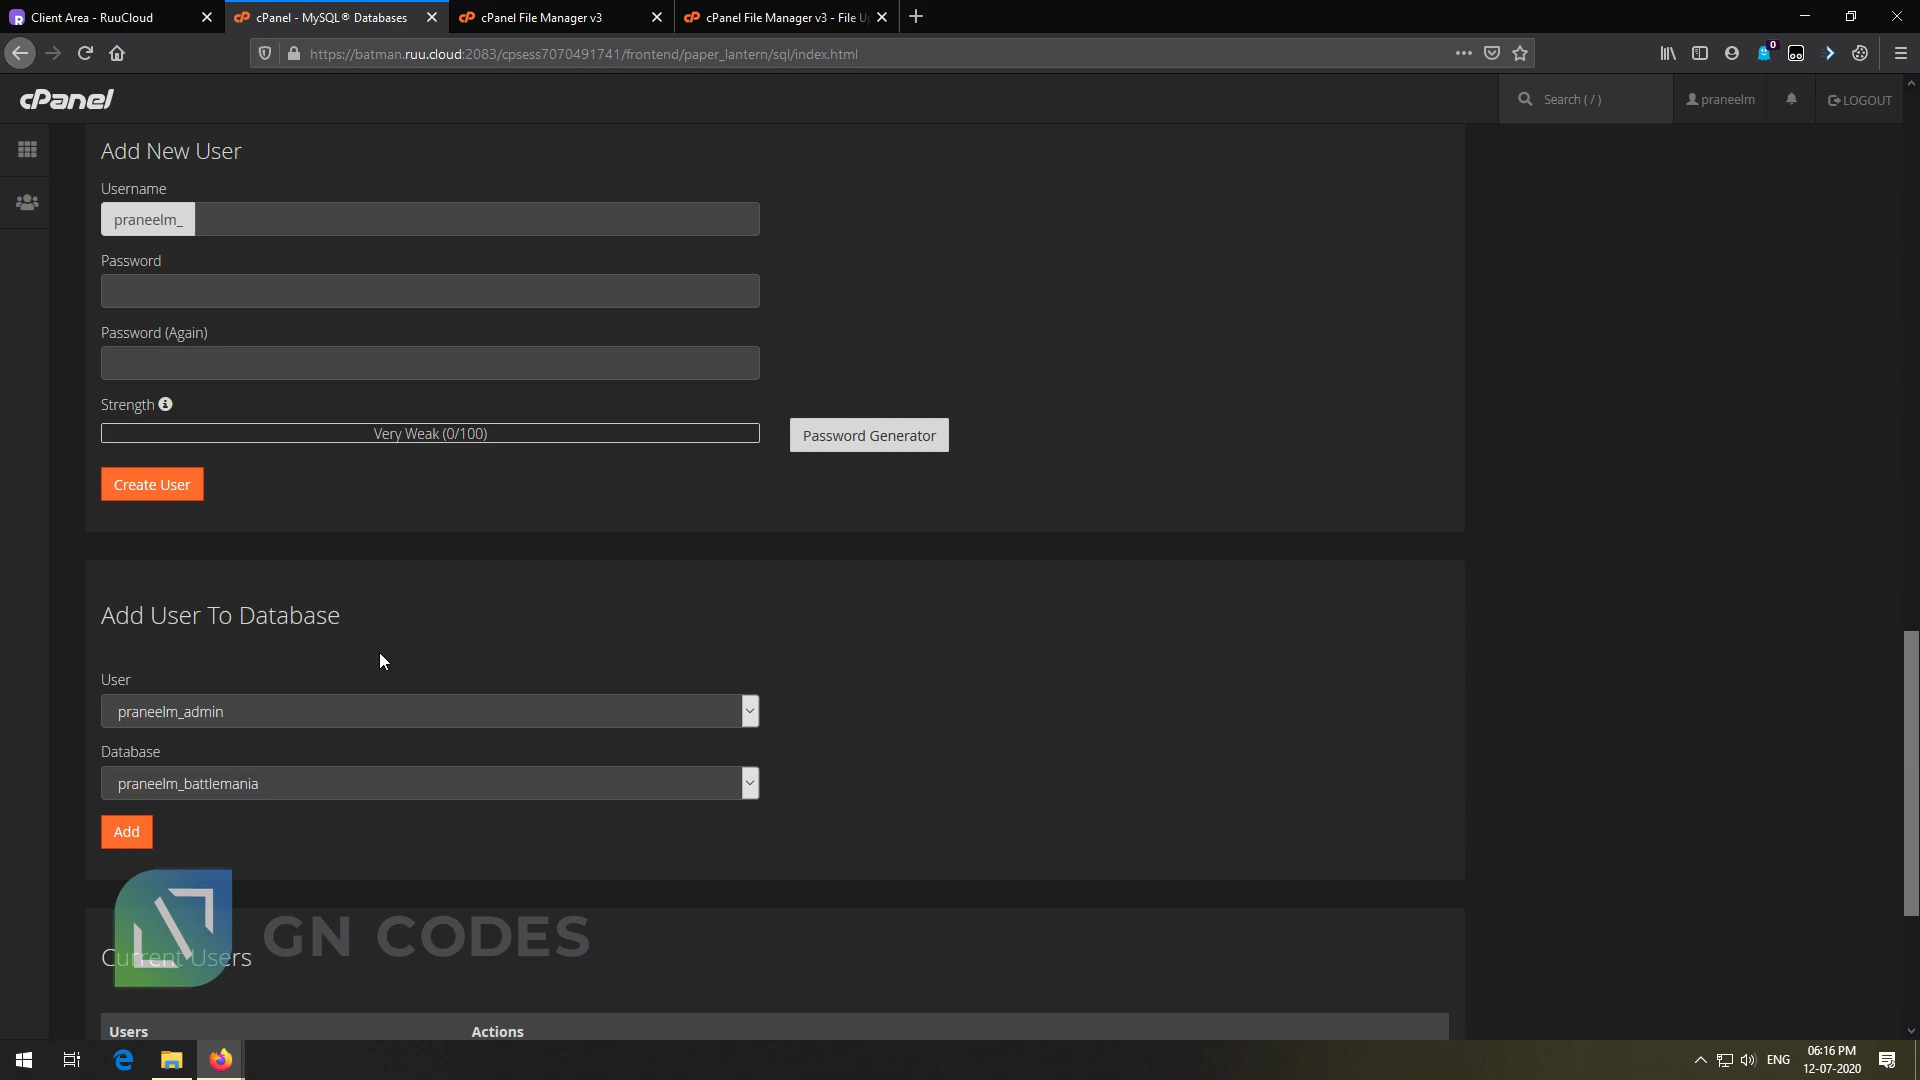 Client Area - RuuCloud
cPanel - MySQL® Databases
cPanel File Manager v3
cPanel File Manager v3 - File U
https://batman.ruu.cloud:2083/cpsess7070491741/frontend/paper_lantern/sql/index.html
0
cPanel
Search ( / )
praneelm
LOGOUT
Add New User
Username
praneelm_
Password
Password (Again)
Strength
Very Weak (0/100)
Password Generator
Create User
Add User To Database
User
praneelm_admin
Database
praneelm_battlemania
Add
GN CODES
Current Users
Users
Actions
ENG
06:16 PM
12-07-2020